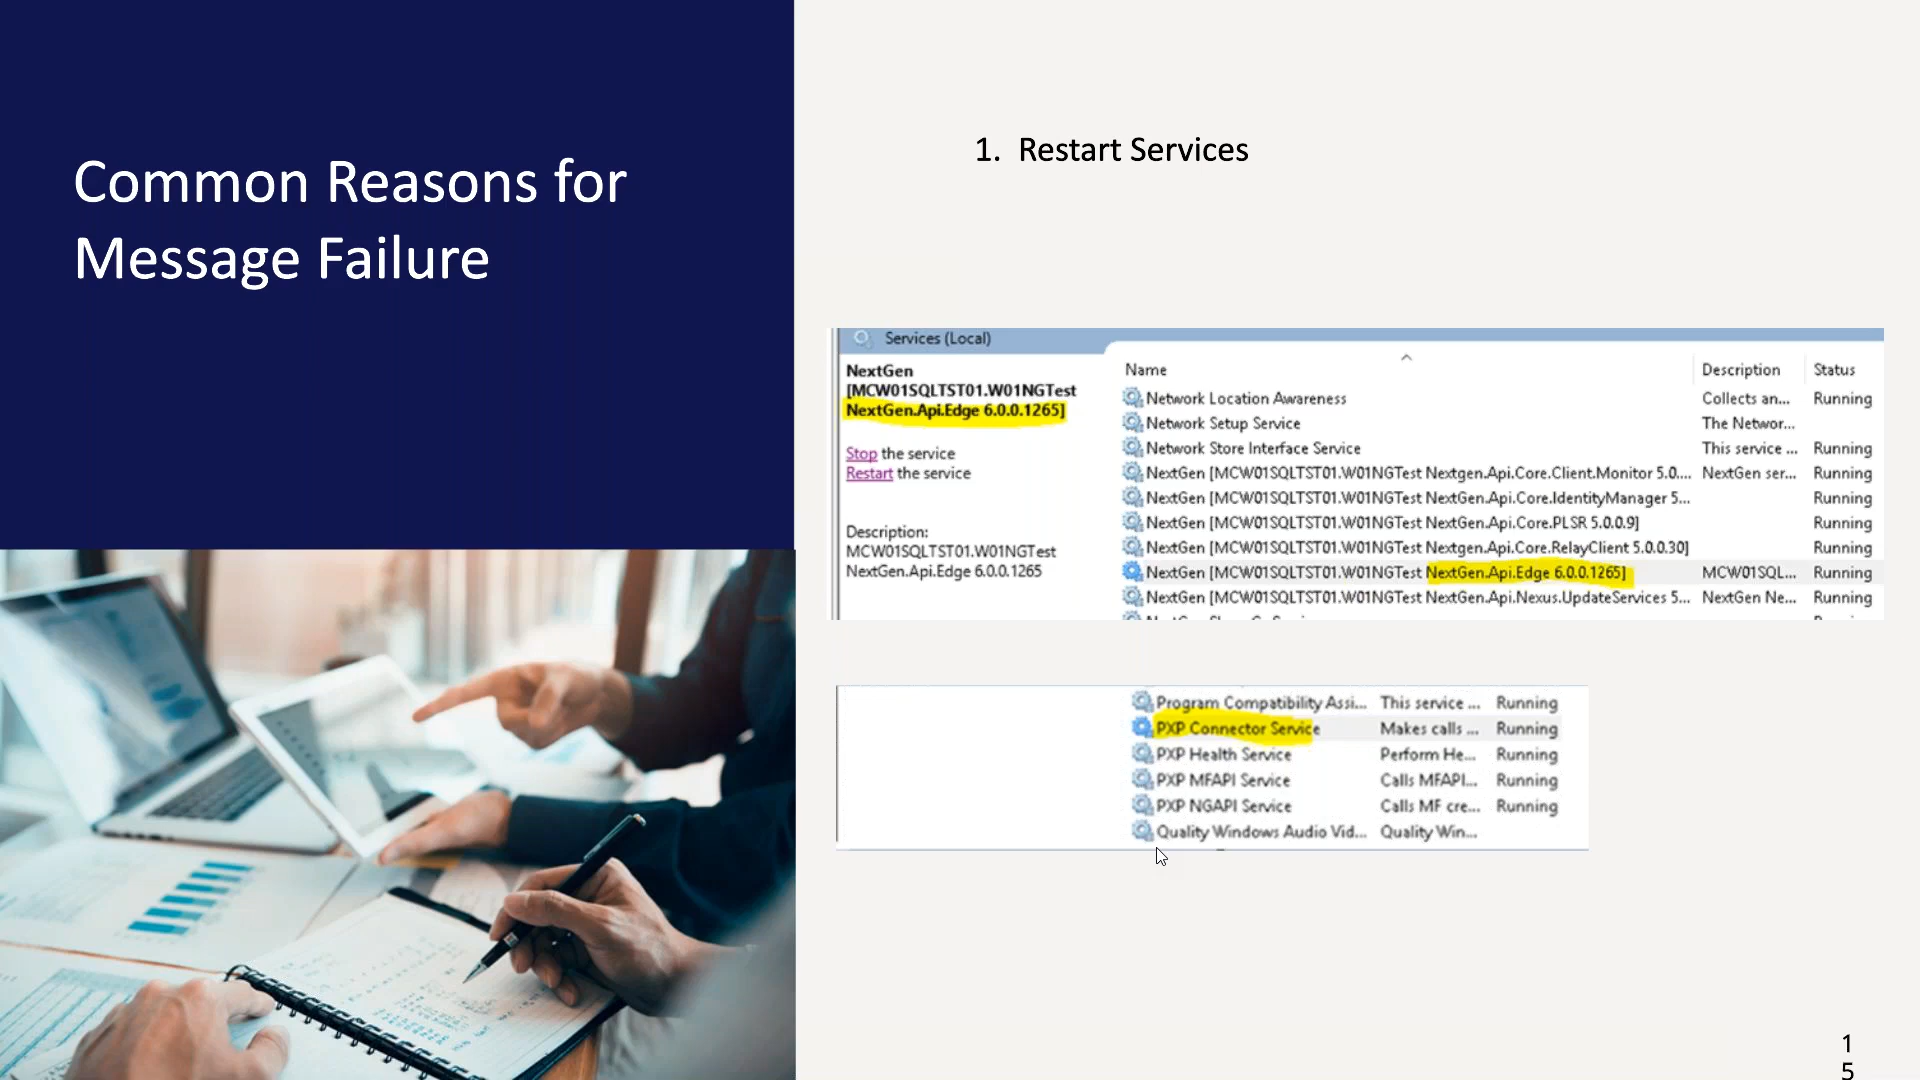 Common Reasons for
Message Failure
1. Restart Services
Services (Local)
NextGen
[MCW01SQLTST01.W01NGTest
NextGen.Api.Edge 6.0.0.1265]
Stop the service
Restart the service
Description:
MCW01SQLTST01.W01NGTest
NextGen.Api.Edge 6.0.0.1265
Name Description Status
Network Location Awareness Collects an... Running
Network Setup Service The Networ...
Network Store Interface Service This service ... Running
NextGen [MCW01SQLTST01.W01NGTest Nextgen.Api.Core.Client.Monitor 5.0.... NextGen ser... Running
NextGen [MCW01SQLTST01.W01NGTest NextGen.Api.Core.IdentityManager 5... Running
NextGen [MCW01SQLTST01.W01NGTest NextGen.Api.Core.PLSR 5.0.0.9] Running
NextGen [MCW01SQLTST01.W01NGTest Nextgen.Api.Core.RelayClient 5.0.0.30] Running
NextGen [MCW01SQLTST01.W01NGTest NextGen.Api.Edge 6.0.0.1265] MCW01SQL... Running
NextGen [MCW01SQLTST01.W01NGTest NextGen.Api.Nexus.UpdateServices 5... NextGen Ne... Running
Program Compatibility Assi... This service ... Running
PXP Connector Service Makes calls ... Running
PXP Health Service Perform He... Running
PXP MFAPI Service Calls MFAPI... Running
PXP NGAPI Service Calls MF cre... Running
Quality Windows Audio Vid... Quality Win...
1
5